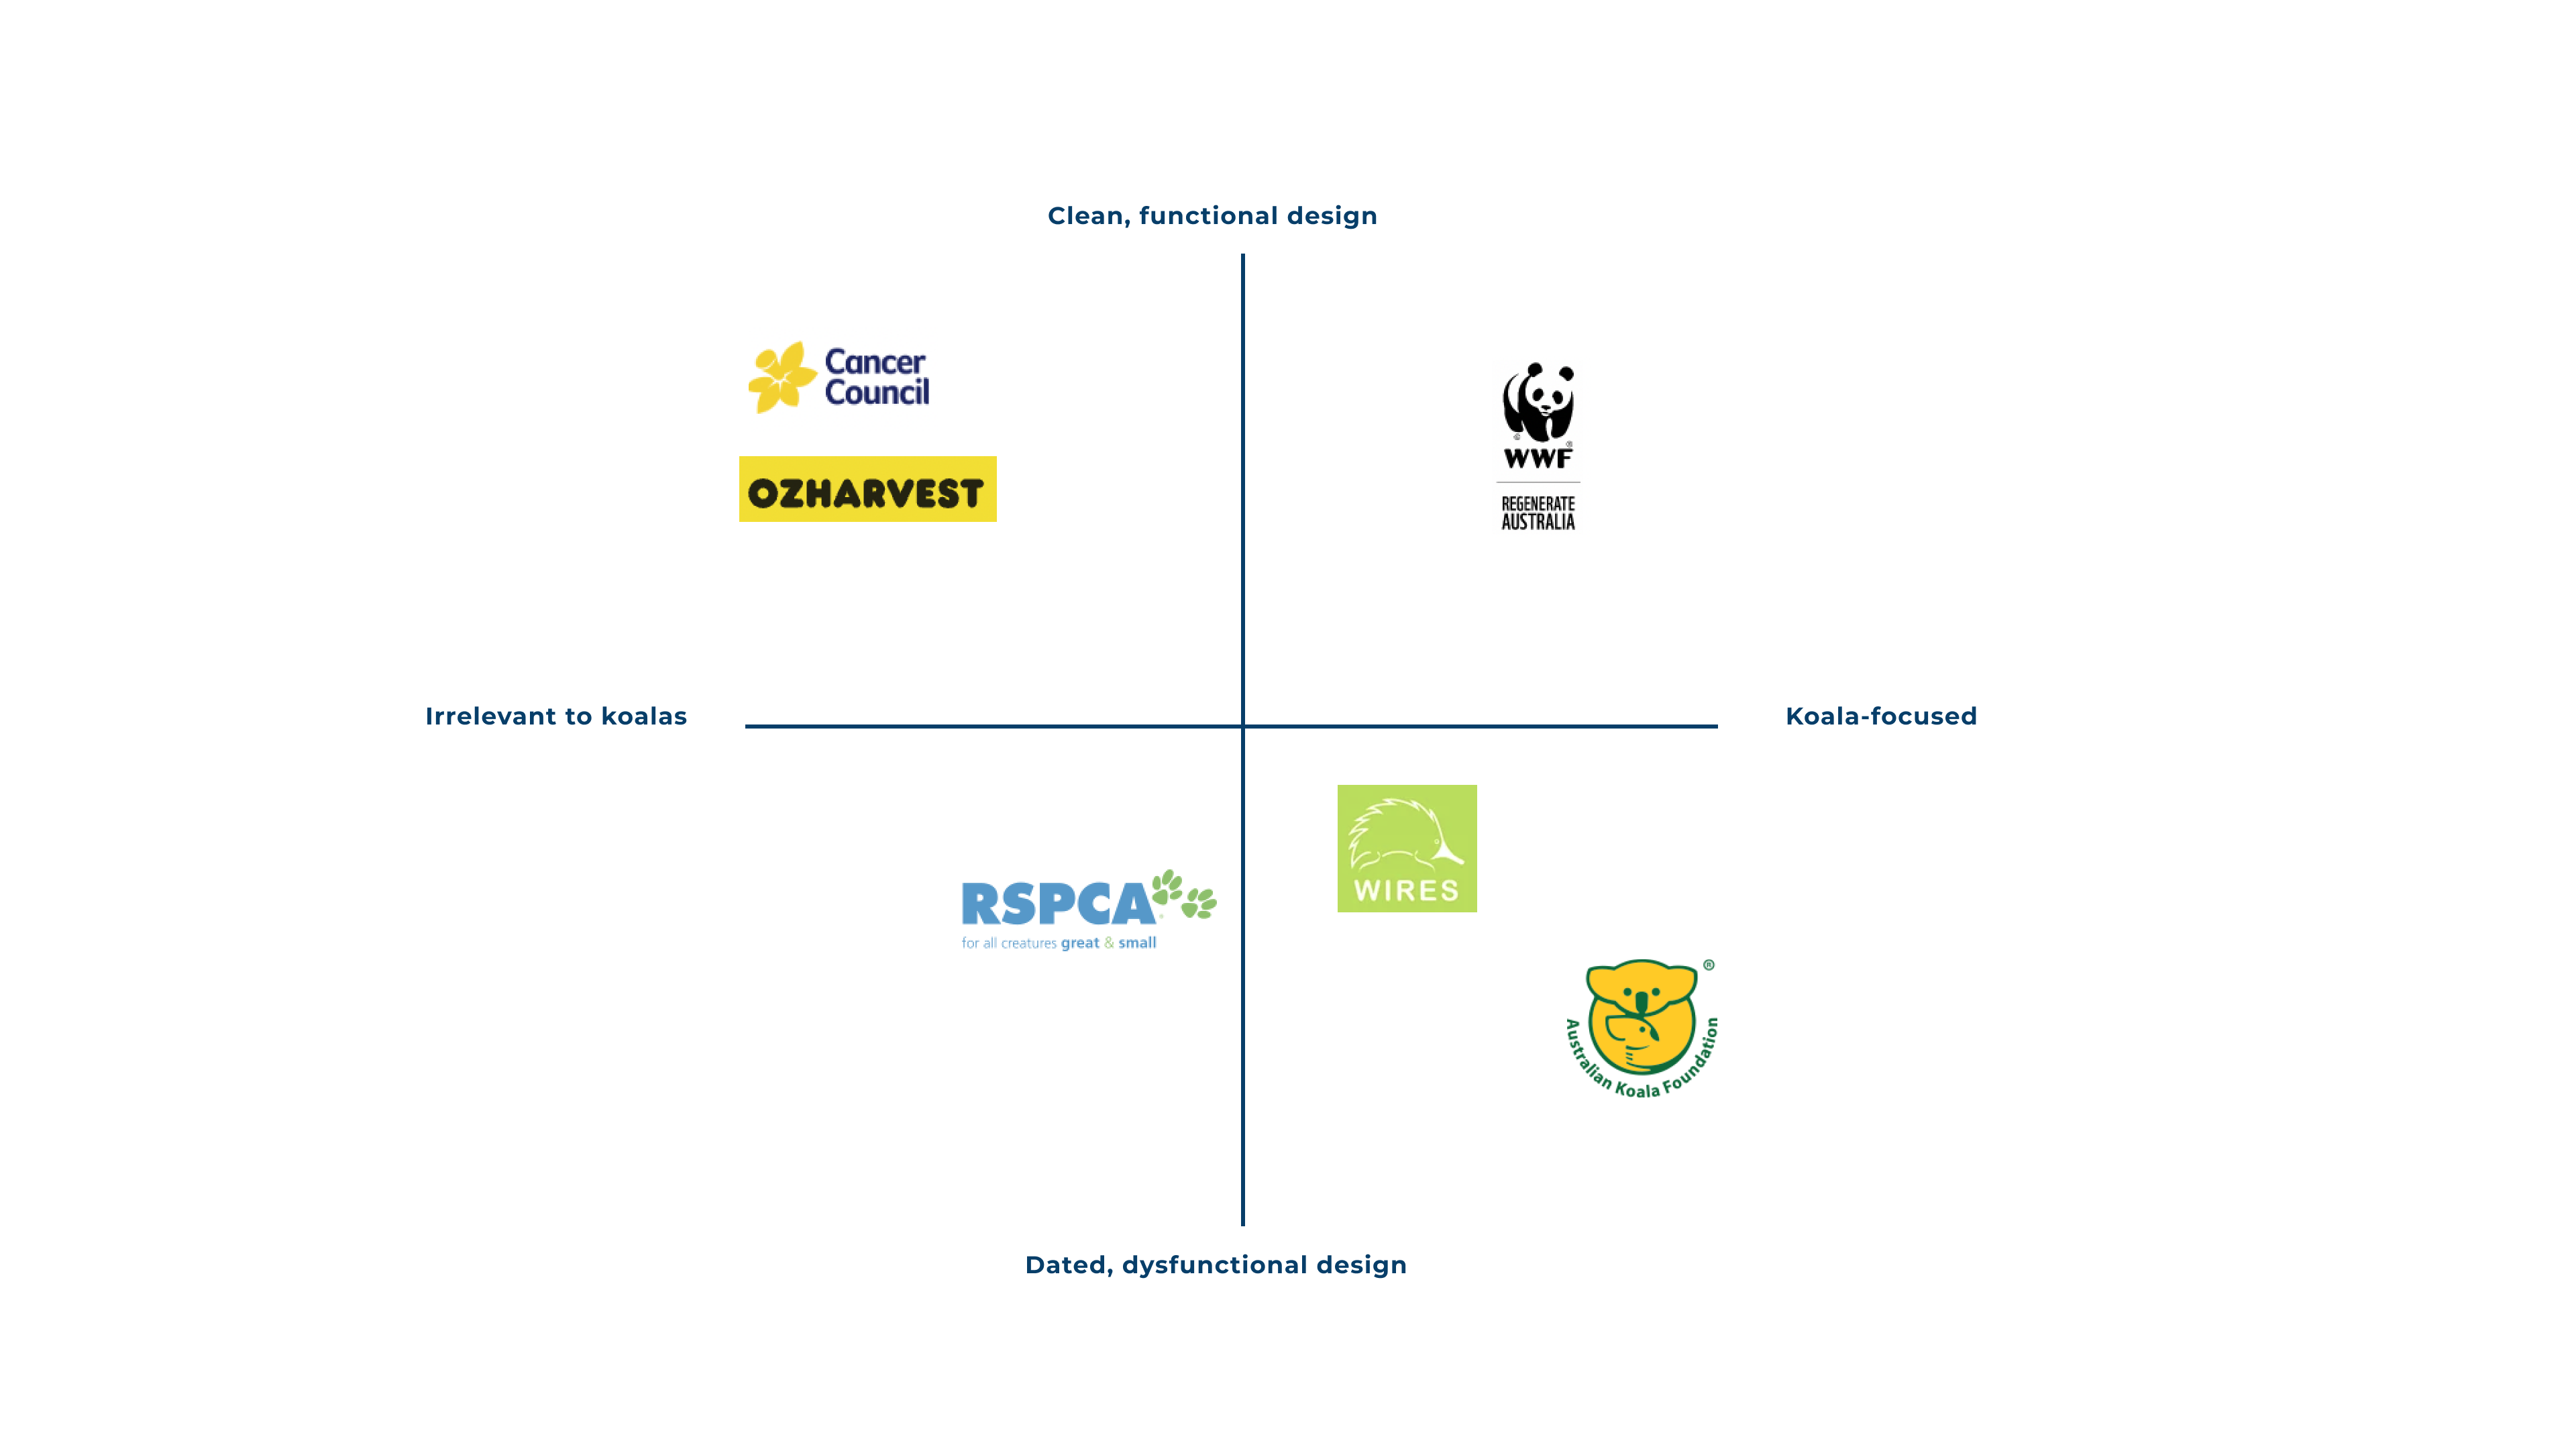 Clean, functional design
Cancer
Council
OZHARVEST
©
®
WWF
REGENERATE
AUSTRALIA
Irrelevant to koalas
Koala-focused
WIRES
RSPCA
for all creatures great & small
®
Australian Koala Foundation
Dated, dysfunctional design